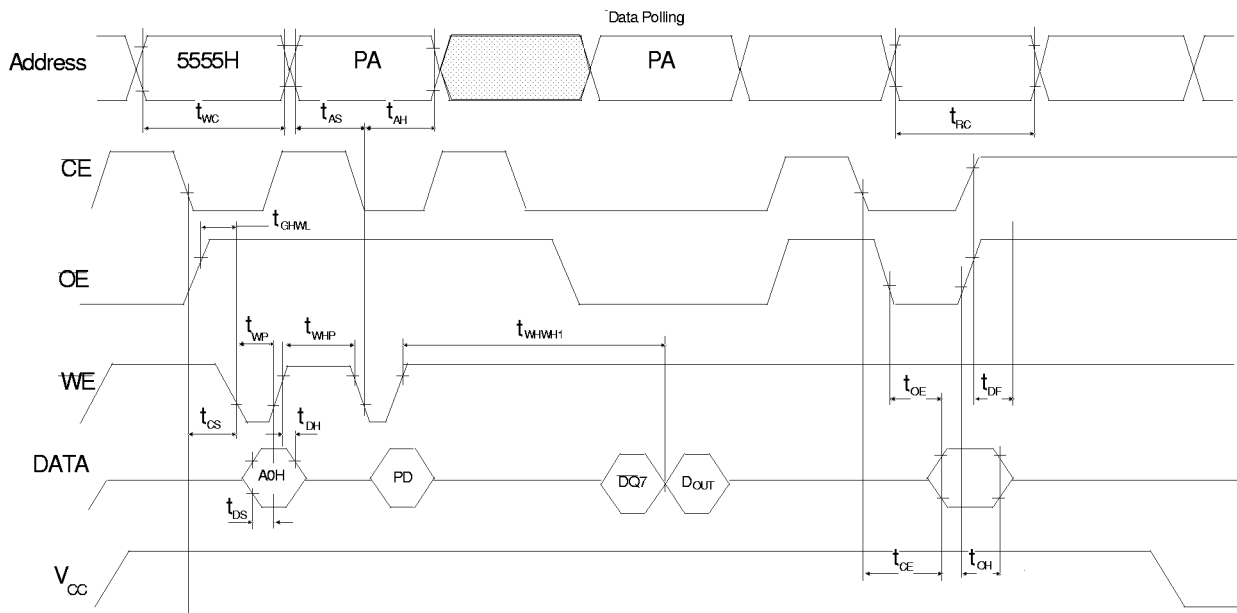 Data Polling
Address 5555H PA PA
tWC tAS tAH tRC
CE
tGHWL
OE
tWP tWHP tWHWH1
WE
tOE tDF
tCS tDH
DATA A0H PD DQ7 DOUT
tDS
tCE tOH
VCC